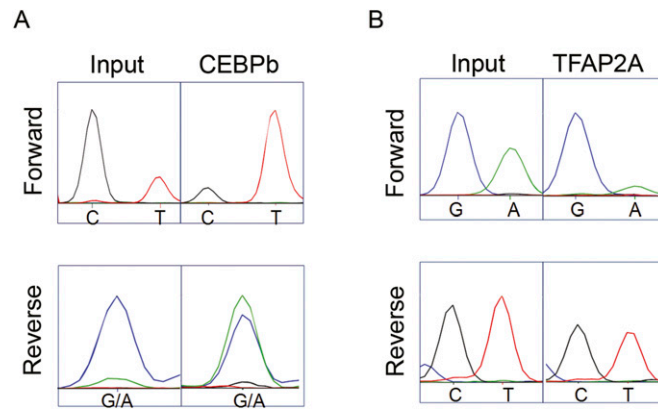 A
B
Input CEBPb
Input TFAP2A
Forward
C T C T
Forward
G A G A
Reverse
G/A G/A
Reverse
C T C T